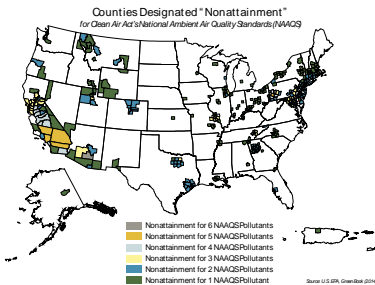 Counties Designated "Nonattainment"
for Clean Air Act's National Ambient Air Quality Standards (NAAQS)
Nonattainment for 6 NAAQS Pollutants
Nonattainment for 5 NAAQS Pollutants
Nonattainment for 4 NAAQS Pollutants
Nonattainment for 3 NAAQS Pollutants
Nonattainment for 2 NAAQS Pollutants
Nonattainment for 1 NAAQS Pollutant
Source: U.S. EPA, Green Book (2014